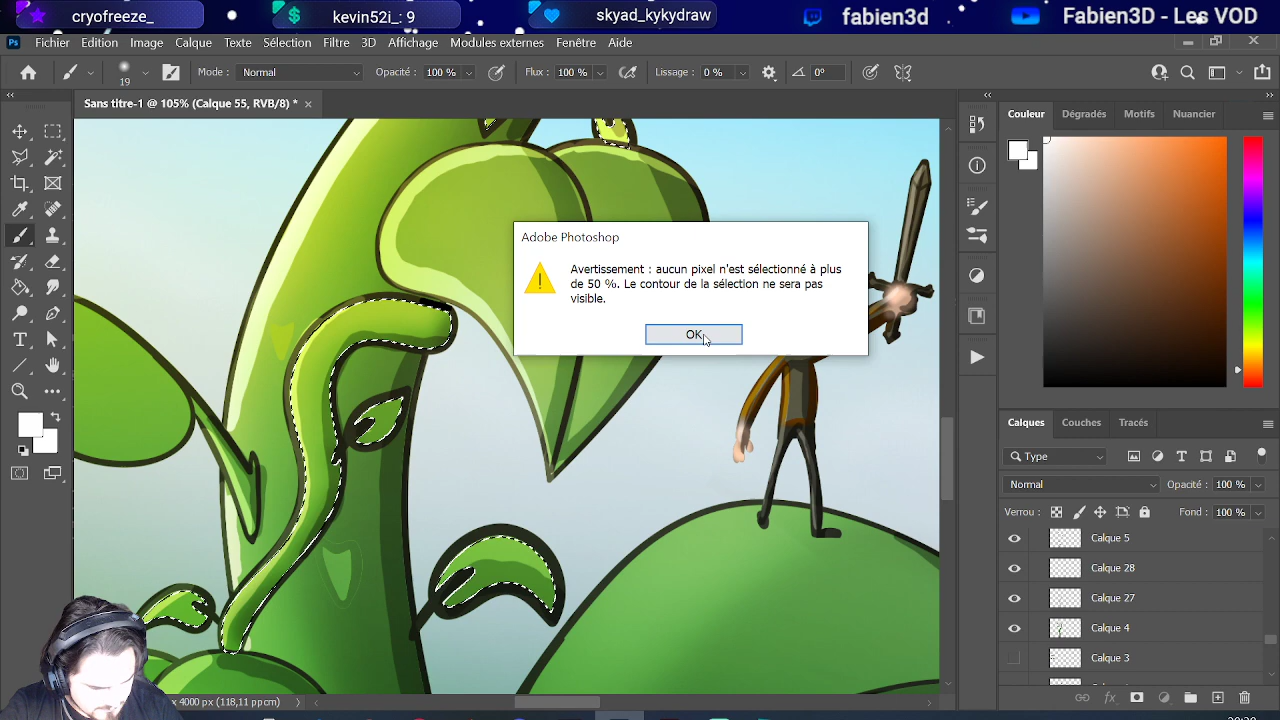 cryofreeze_
kevin52i_: 9
skyad_kykydraw
fabien3d
Fabien3D - Les VOD
Ps Fichier Edition Image Calque Texte Sélection Filtre 3D Affichage Modules externes Fenêtre Aide
19 Mode : Normal Opacité : 100 % Flux : 100 % Lissage : 0 % 0°
Sans titre-1 @ 105% (Calque 55, RVB/8) *
Couleur Dégradés Motifs Nuancier
Adobe Photoshop
Avertissement : aucun pixel n'est sélectionné à plus
de 50 %. Le contour de la sélection ne sera pas
visible.
OK
Calques Couches Tracés
Type
Normal Opacité : 100 %
Verrou : Fond : 100 %
Calque 5
Calque 28
Calque 27
Calque 4
Calque 3
4000 px (118,11 ppcm)